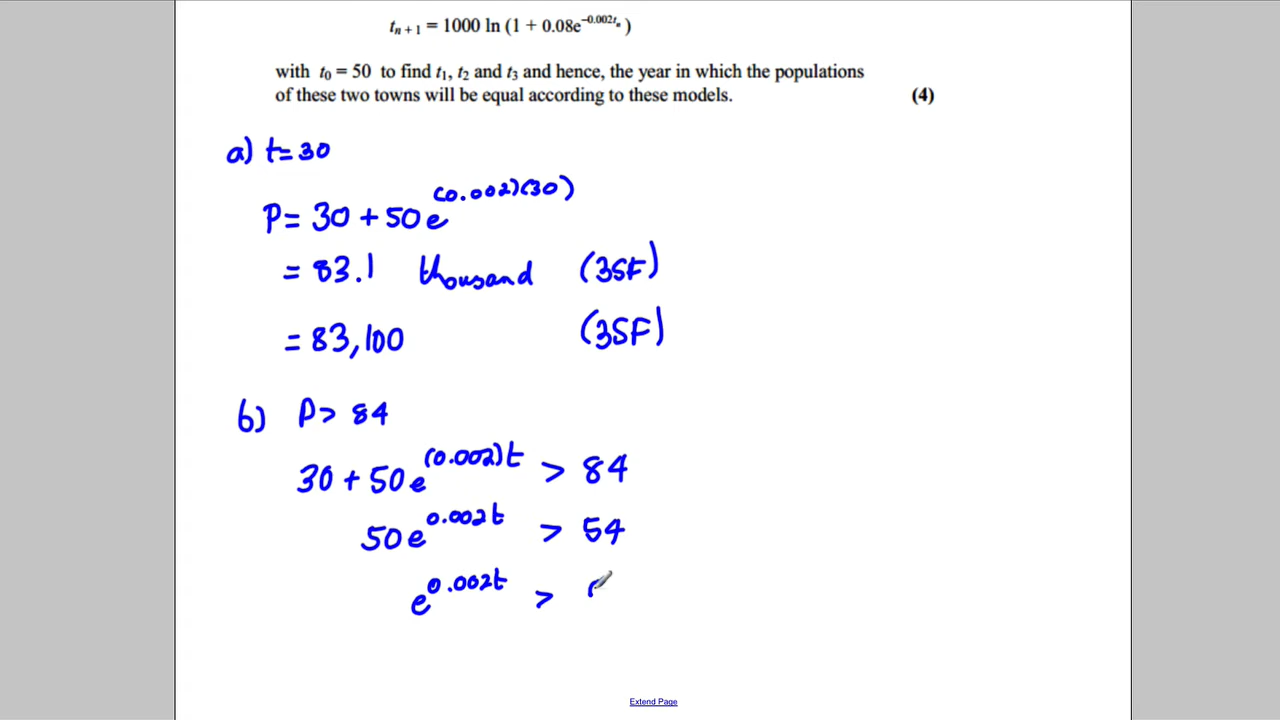 tₙ₊₁ = 1000 ln (1 + 0.08e^(–0.002tₙ))
with t₀ = 50 to find t₁, t₂ and t₃ and hence, the year in which the populations
of these two towns will be equal according to these models. (4)
a) t=30
P= 30 + 50e^((0.002)(30))
= 83.1 thousand (3SF)
= 83,100 (3SF)
b) P> 84
30 + 50e^((0.002)t) > 84
50e^(0.002t) > 54
e^(0.002t) >
Extend Page